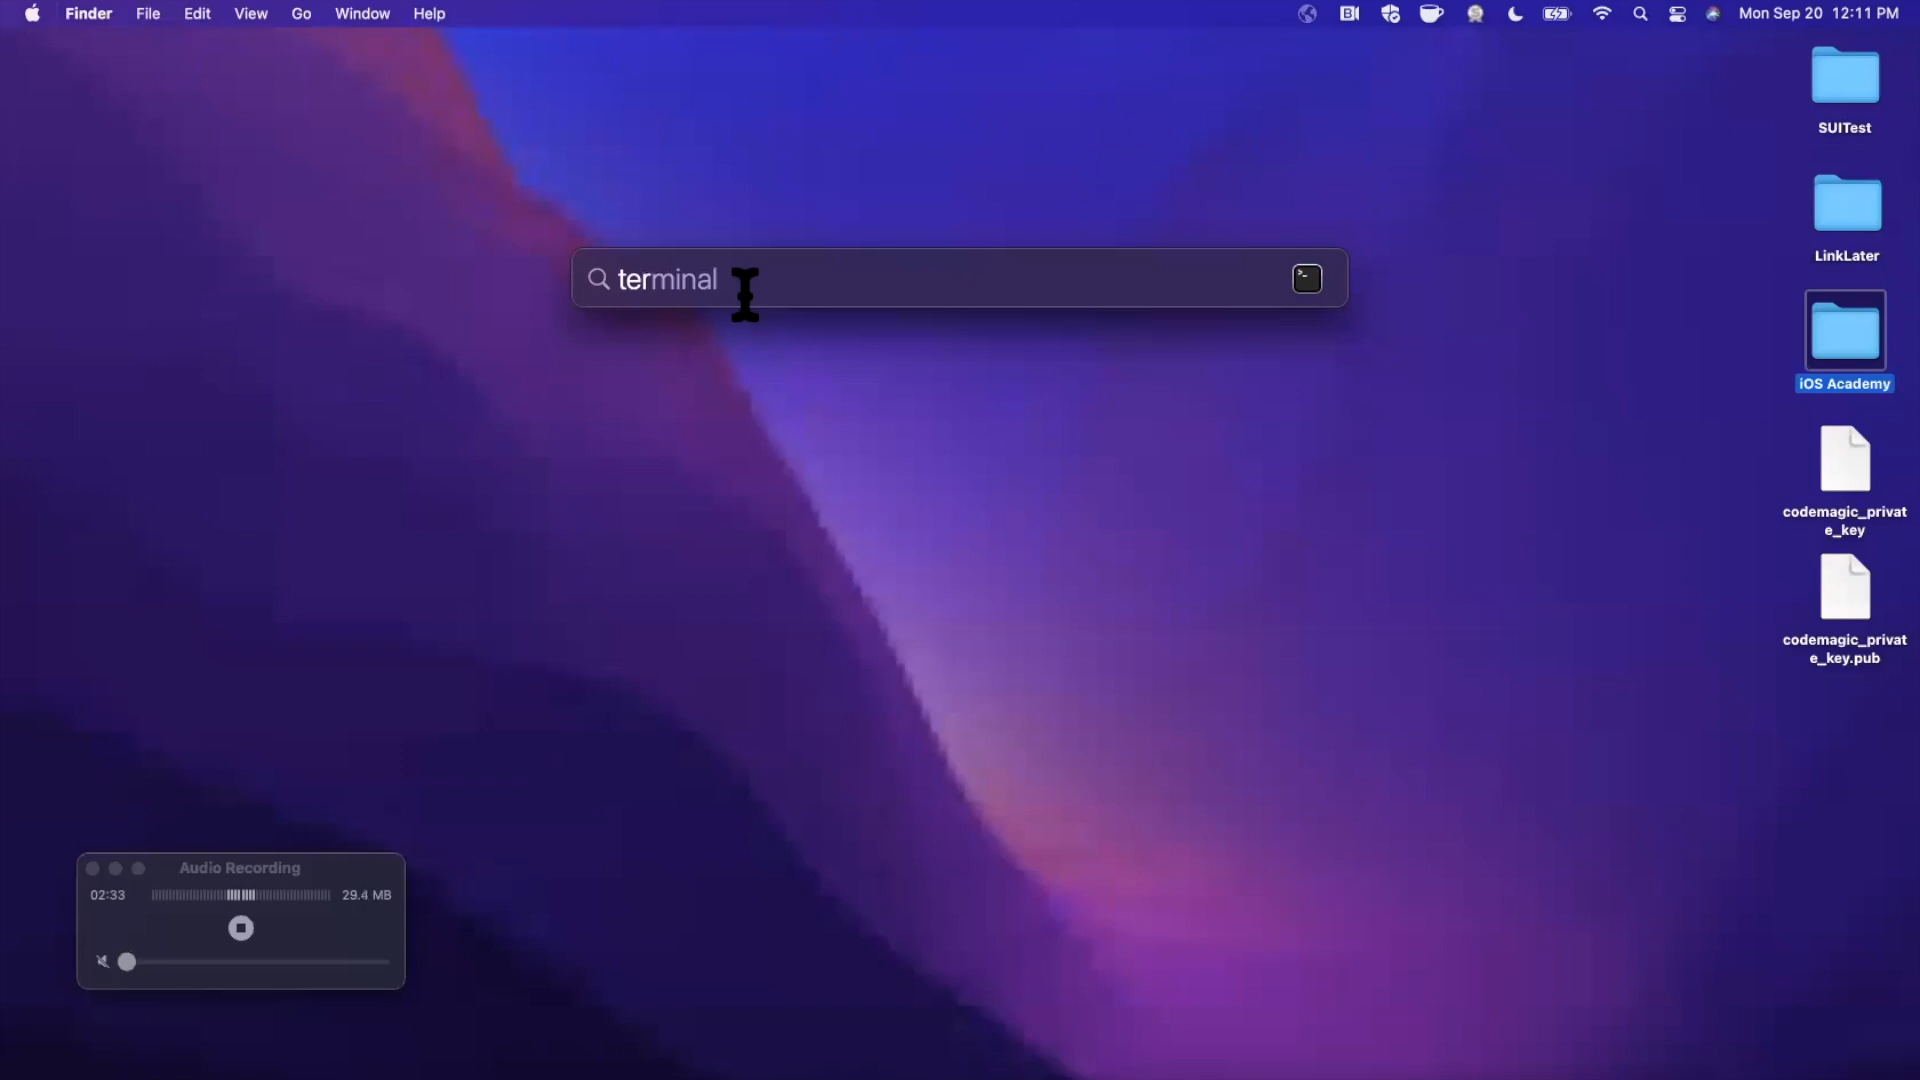 Finder File Edit View Go Window Help
Mon Sep 20 12:11 PM
SUITest
LinkLater
terminal
iOS Academy
codemagic_privat
e_key
codemagic_privat
e_key.pub
Audio Recording
02:33 29.4 MB